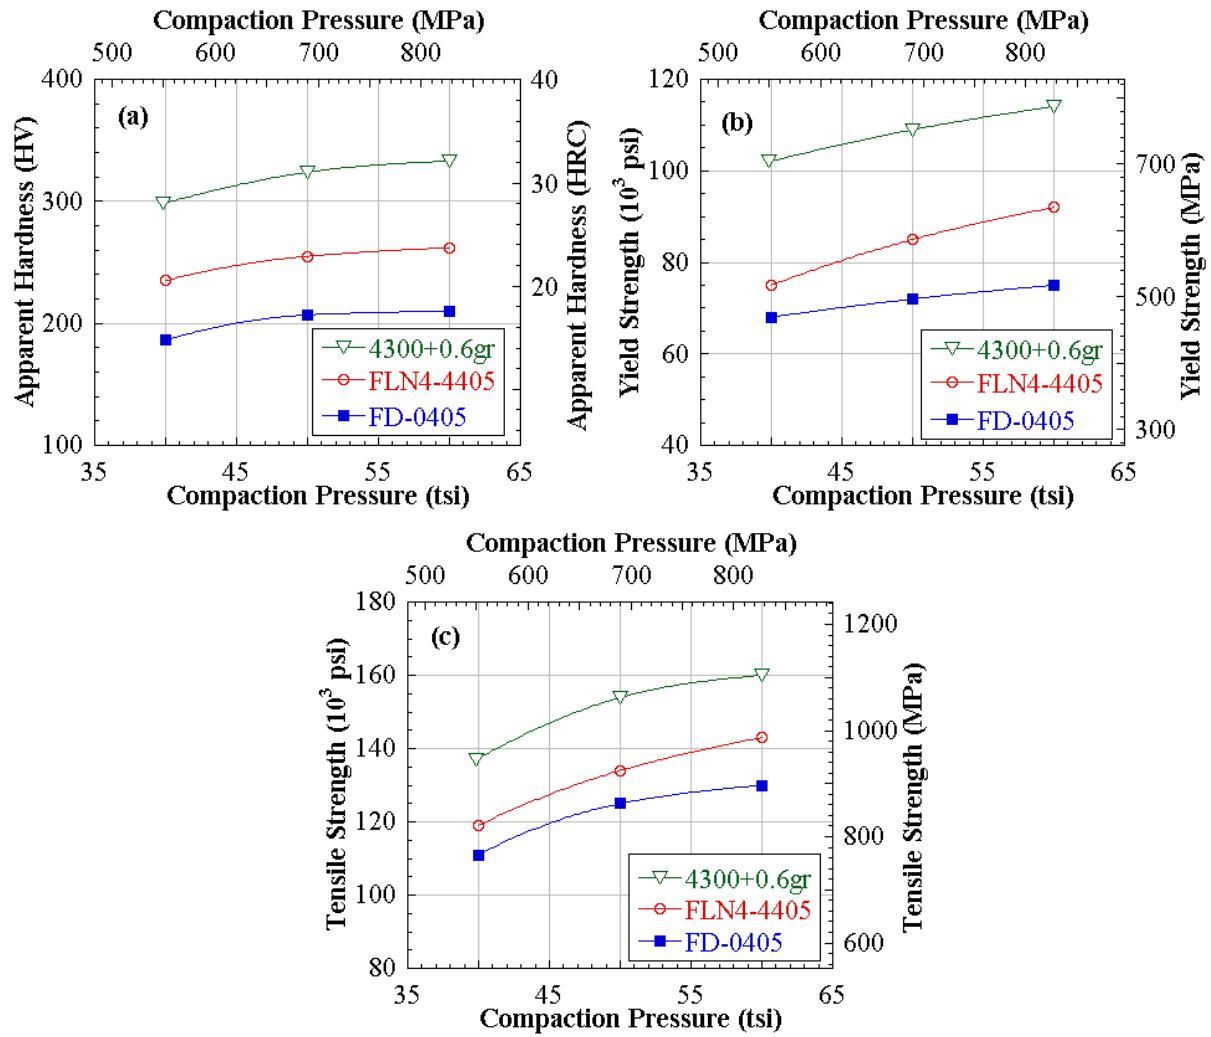 Compaction Pressure (MPa)
500 600 700 800
400
300
200
100
Apparent Hardness (HV)
(a)
40
30
20
Apparent Hardness (HRC)
4300+0.6gr
FLN4-4405
FD-0405
35 45 55 65
Compaction Pressure (tsi)
Compaction Pressure (MPa)
500 600 700 800
120
100
80
60
40
Yield Strength (10³ psi)
(b)
700
500
300
Yield Strength (MPa)
4300+0.6gr
FLN4-4405
FD-0405
35 45 55 65
Compaction Pressure (tsi)
Compaction Pressure (MPa)
500 600 700 800
180
160
140
120
100
80
Tensile Strength (10³ psi)
(c)
1200
1000
800
600
Tensile Strength (MPa)
4300+0.6gr
FLN4-4405
FD-0405
35 45 55 65
Compaction Pressure (tsi)